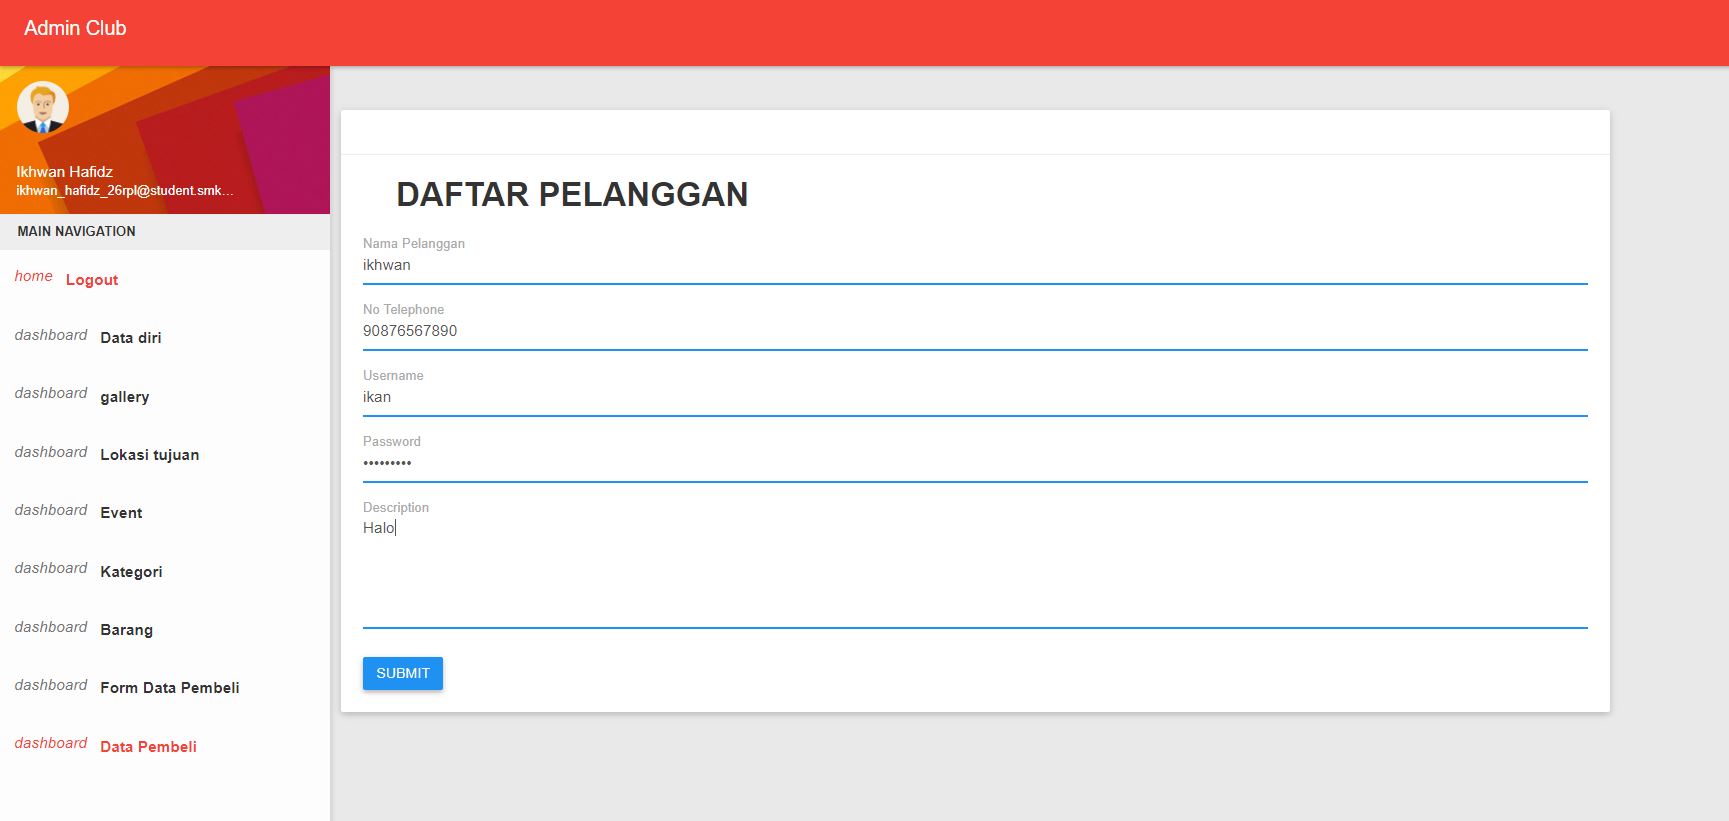 Admin Club
Ikhwan Hafidz
ikhwan_hafidz_26rpl@student.smk...
MAIN NAVIGATION
home Logout
dashboard Data diri
dashboard gallery
dashboard Lokasi tujuan
dashboard Event
dashboard Kategori
dashboard Barang
dashboard Form Data Pembeli
dashboard Data Pembeli
DAFTAR PELANGGAN
Nama Pelanggan
ikhwan
No Telephone
90876567890
Username
ikan
Password
•••••••••
Description
Halo
SUBMIT